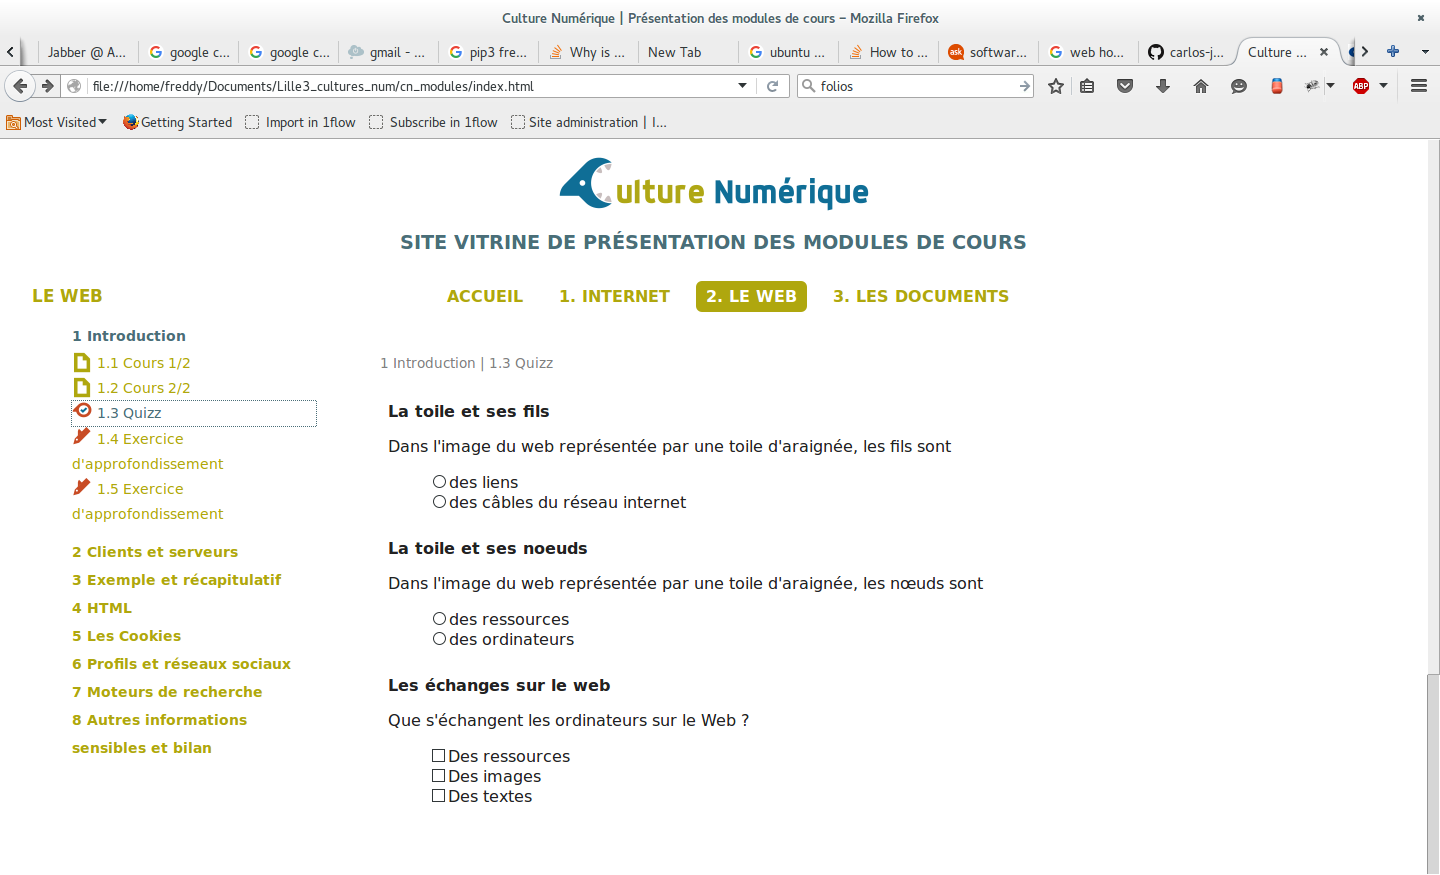 Culture Numérique | Présentation des modules de cours – Mozilla Firefox
Jabber @ A...
google c...
google c...
gmail - ...
pip3 fre...
Why is ...
New Tab
ubuntu ...
How to ...
ask
softwar...
web ho...
carlos-j...
Culture ...
file:///home/freddy/Documents/Lille3_cultures_num/cn_modules/index.html
folios
ABP
Most Visited
Getting Started
Import in 1flow
Subscribe in 1flow
Site administration | I...
ulture Numérique
SITE VITRINE DE PRÉSENTATION DES MODULES DE COURS
LE WEB
ACCUEIL
1. INTERNET
2. LE WEB
3. LES DOCUMENTS
1 Introduction
1.1 Cours 1/2
1.2 Cours 2/2
1.3 Quizz
1.4 Exercice
d'approfondissement
1.5 Exercice
d'approfondissement
2 Clients et serveurs
3 Exemple et récapitulatif
4 HTML
5 Les Cookies
6 Profils et réseaux sociaux
7 Moteurs de recherche
8 Autres informations
sensibles et bilan
1 Introduction | 1.3 Quizz
La toile et ses fils
Dans l'image du web représentée par une toile d'araignée, les fils sont
des liens
des câbles du réseau internet
La toile et ses noeuds
Dans l'image du web représentée par une toile d'araignée, les nœuds sont
des ressources
des ordinateurs
Les échanges sur le web
Que s'échangent les ordinateurs sur le Web ?
Des ressources
Des images
Des textes